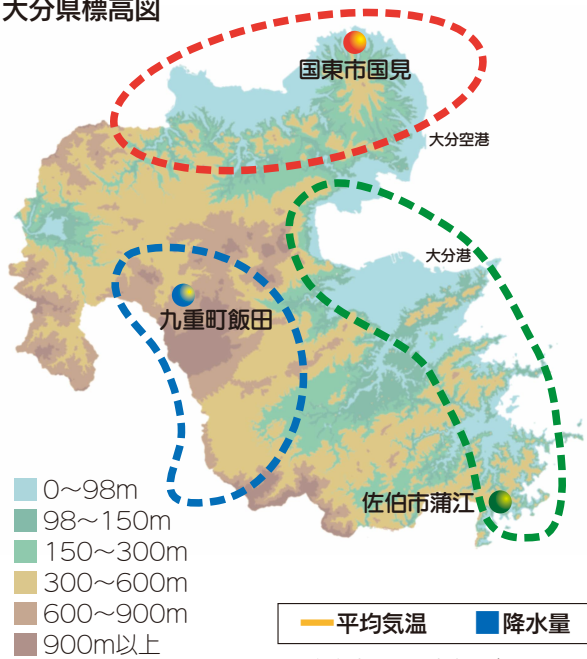 大分県標高図
国東市国見
大分空港
大分港
九重町飯田
佐伯市蒲江
0〜98m
98〜150m
150〜300m
300〜600m
600〜900m
900m以上
平均気温 降水量